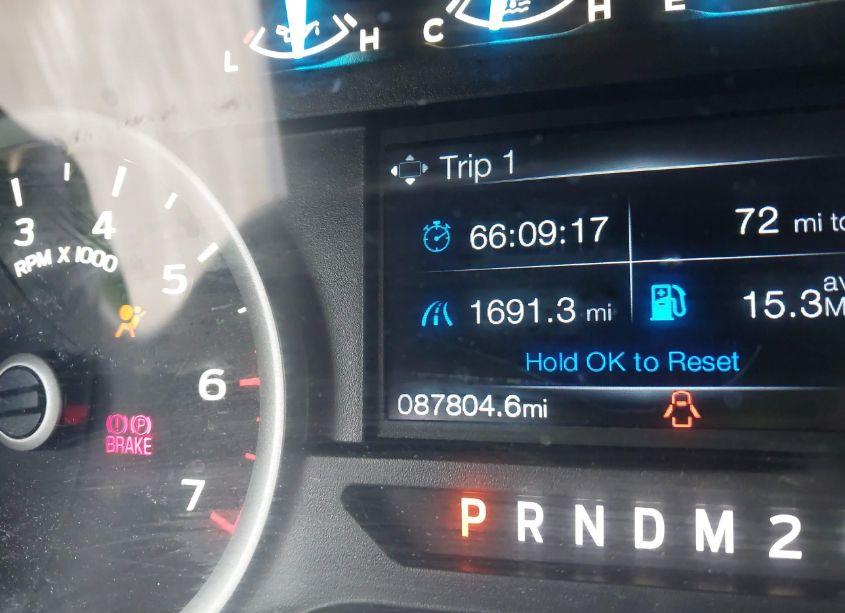 L H C H E
Trip 1
66:09:17
72 mi to
1691.3 mi
15.3
Hold OK to Reset
087804.6mi
3
4
5
6
7
RPM X 1000
P
BRAKE
P R N D M 2